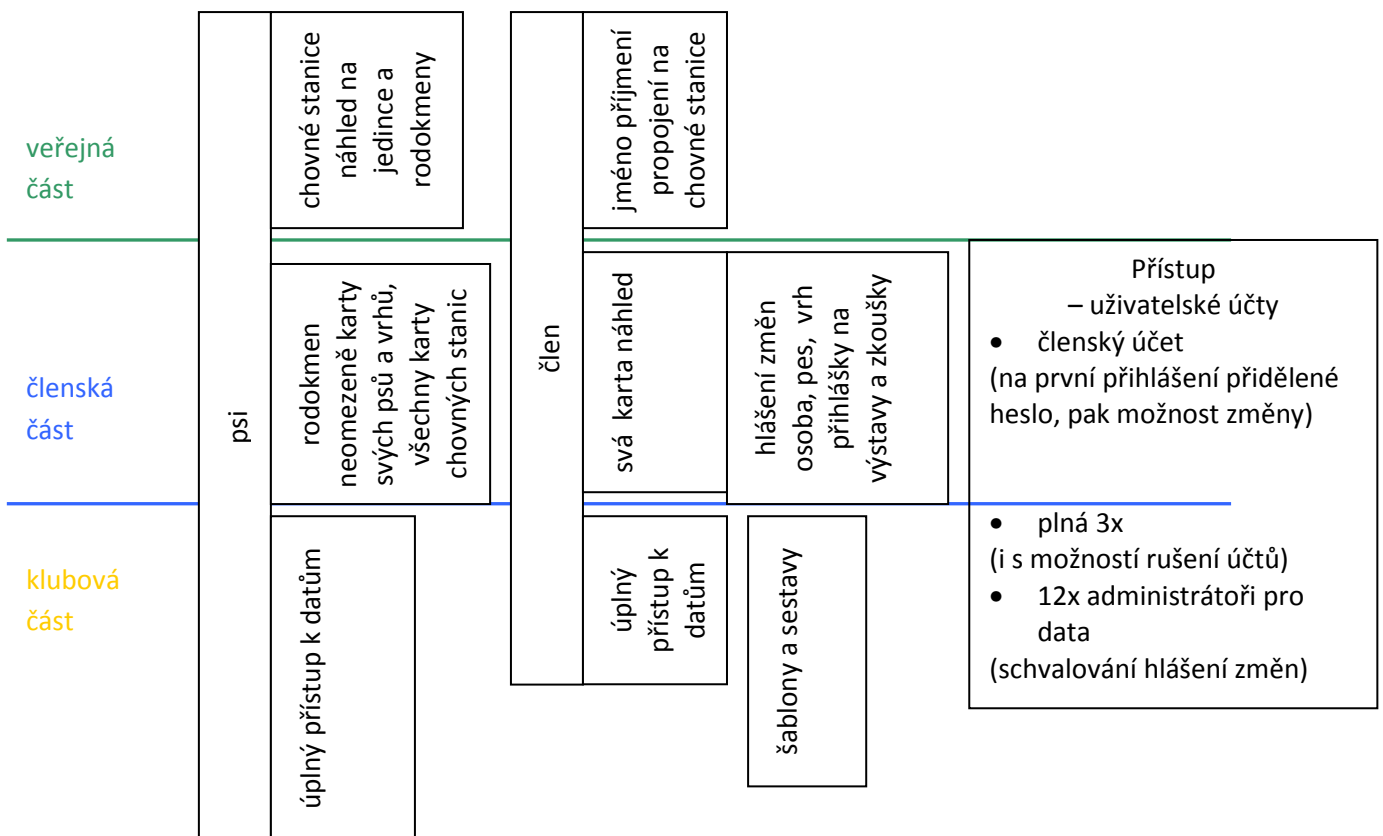 veřejná
část
členská
část
klubová
část
psi
chovné stanice
náhled na
jedince a
rodokmeny
rodokmen
neomezeně karty
svých psů a vrhů,
všechny karty
chovných stanic
úplný přístup k datům
člen
jméno příjmení
propojení na
chovné stanice
svá karta náhled
hlášení změn
osoba, pes, vrh
přihlášky na
výstavy a zkoušky
úplný
přístup k
datům
šablony a sestavy
Přístup
– uživatelské účty
• členský účet
(na první přihlášení přidělené
heslo, pak možnost změny)
• plná 3x
(i s možností rušení účtů)
• 12x administrátoři pro
data
(schvalování hlášení změn)